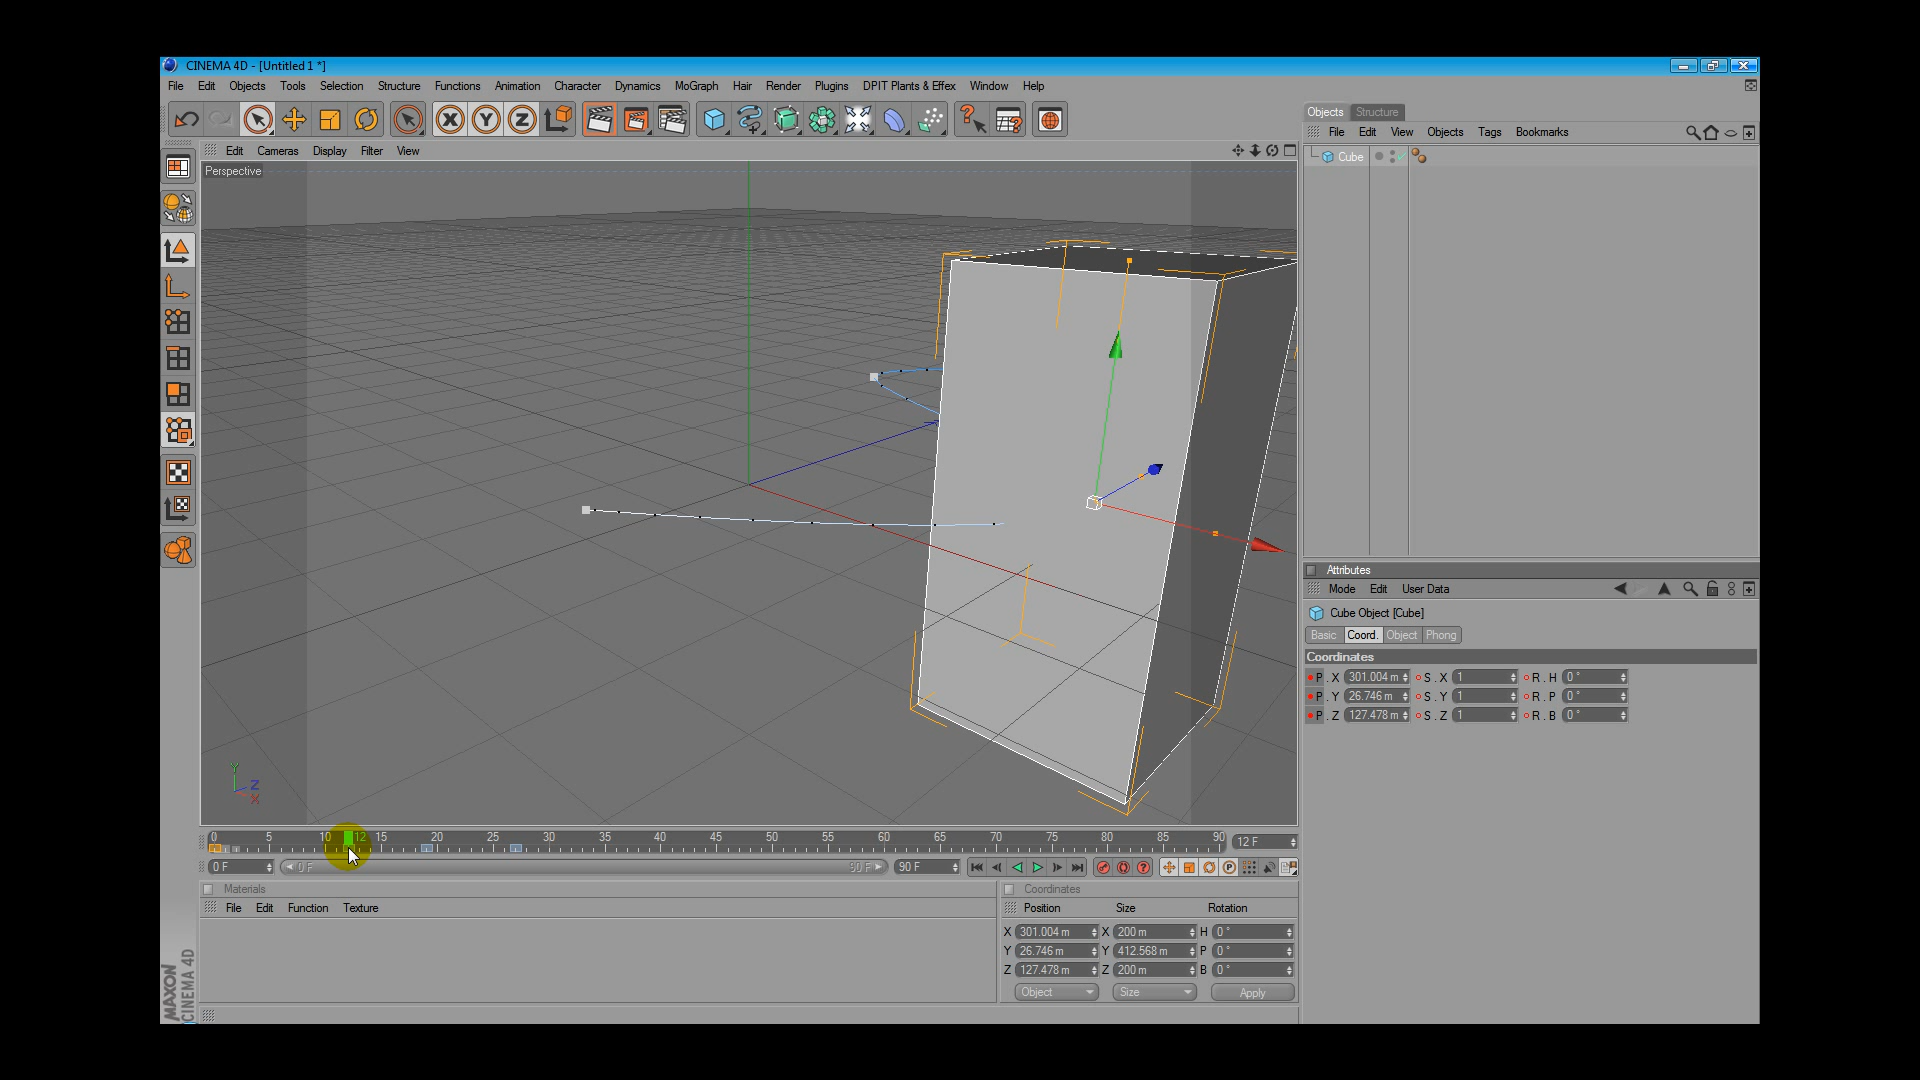 CINEMA 4D - [Untitled 1 *]
File Edit Objects Tools Selection Structure Functions Animation Character Dynamics MoGraph Hair Render Plugins DPIT Plants & Effex Window Help
X Y Z
Objects Structure
File Edit View Objects Tags Bookmarks
Cube
Edit Cameras Display Filter View
Perspective
Y Z X
Attributes
Mode Edit User Data
Cube Object [Cube]
Basic Coord. Object Phong
Coordinates
P . X 301.004 m S . X 1 R . H 0 °
P . Y 26.746 m S . Y 1 R . P 0 °
P . Z 127.478 m S . Z 1 R . B 0 °
0 5 10 12 15 20 25 30 35 40 45 50 55 60 65 70 75 80 85 90 12 F
0 F 0 F 90 F 90 F
Materials
File Edit Function Texture
Coordinates
Position Size Rotation
X 301.004 m X 200 m H 0 °
Y 26.746 m Y 412.568 m P 0 °
Z 127.478 m Z 200 m B 0 °
Object Size Apply
MAXON
CINEMA 4D